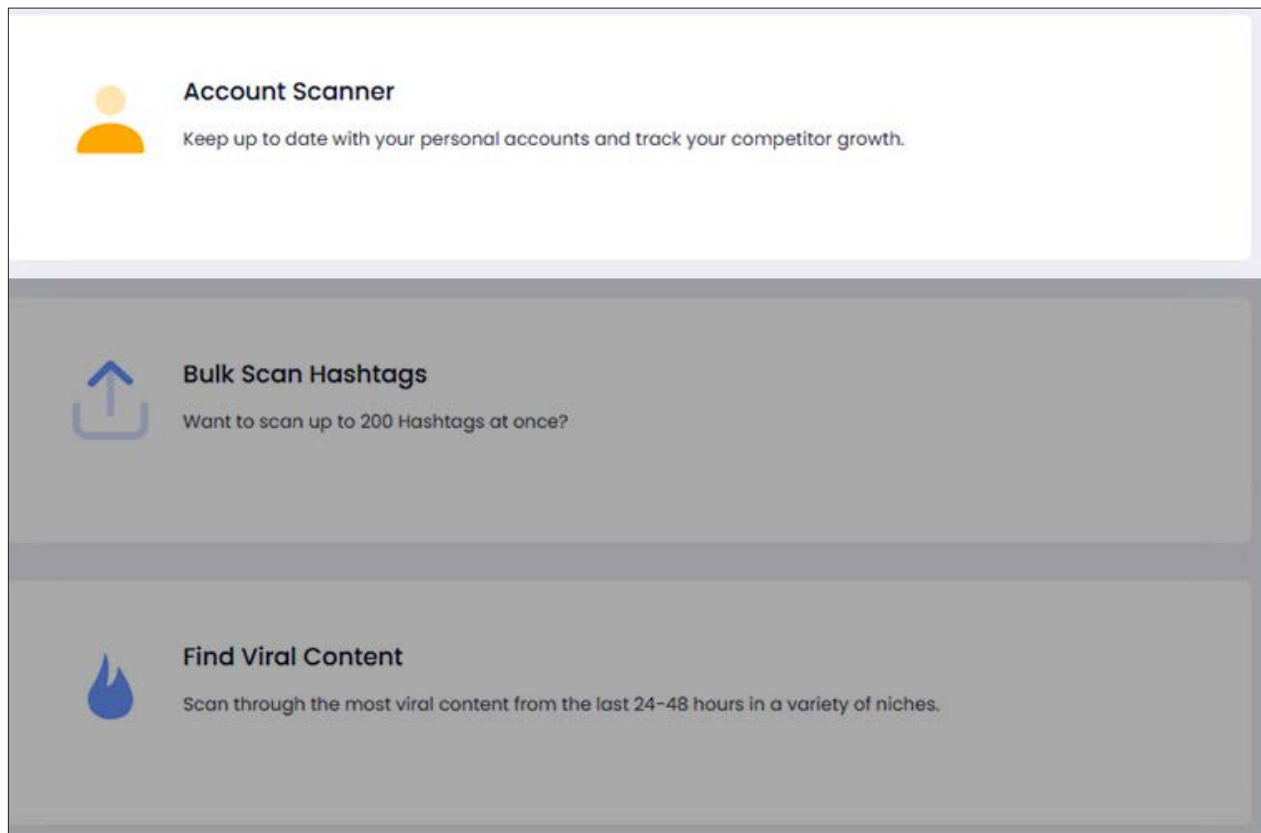 Account Scanner
Keep up to date with your personal accounts and track your competitor growth.
Bulk Scan Hashtags
Want to scan up to 200 Hashtags at once?
Find Viral Content
Scan through the most viral content from the last 24-48 hours in a variety of niches.